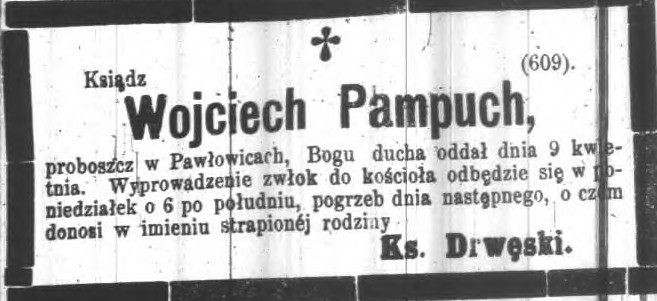 (609).
Ksiądz
Wojciech Pampuch,
proboszcz w Pawłowicach, Bogu ducha oddał dnia 9 kwie-
tnia. Wyprowadzenie zwłok do kościoła odbędzie się w po-
niedziałek o 6 po południu, pogrzeb dnia następnego, o czem
donosi w imieniu strapionéj rodziny
Ks. Drwęski.